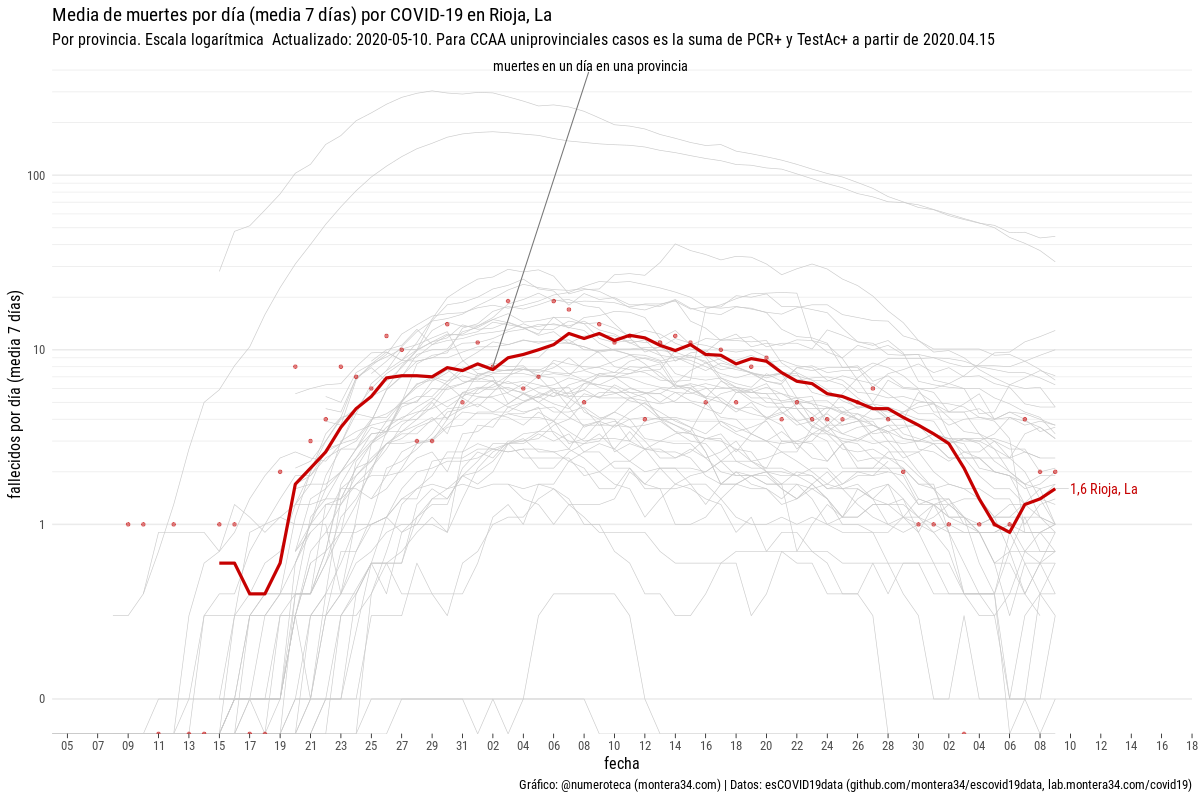 Media de muertes por día (media 7 días) por COVID-19 en Rioja, La
Por provincia. Escala logarítmica  Actualizado: 2020-05-10. Para CCAA uniprovinciales casos es la suma de PCR+ y TestAc+ a partir de 2020.04.15
muertes en un día en una provincia
fallecidos por día (media  7 días)
100
10
1
0
1,6 Rioja, La
05 07 09 11 13 15 17 19 21 23 25 27 29 31 02 04 06 08 10 12 14 16 18 20 22 24 26 28 30 02 04 06 08 10 12 14 16 18
fecha
Gráfico: @numeroteca (montera34.com) | Datos: esCOVID19data (github.com/montera34/escovid19data, lab.montera34.com/covid19)